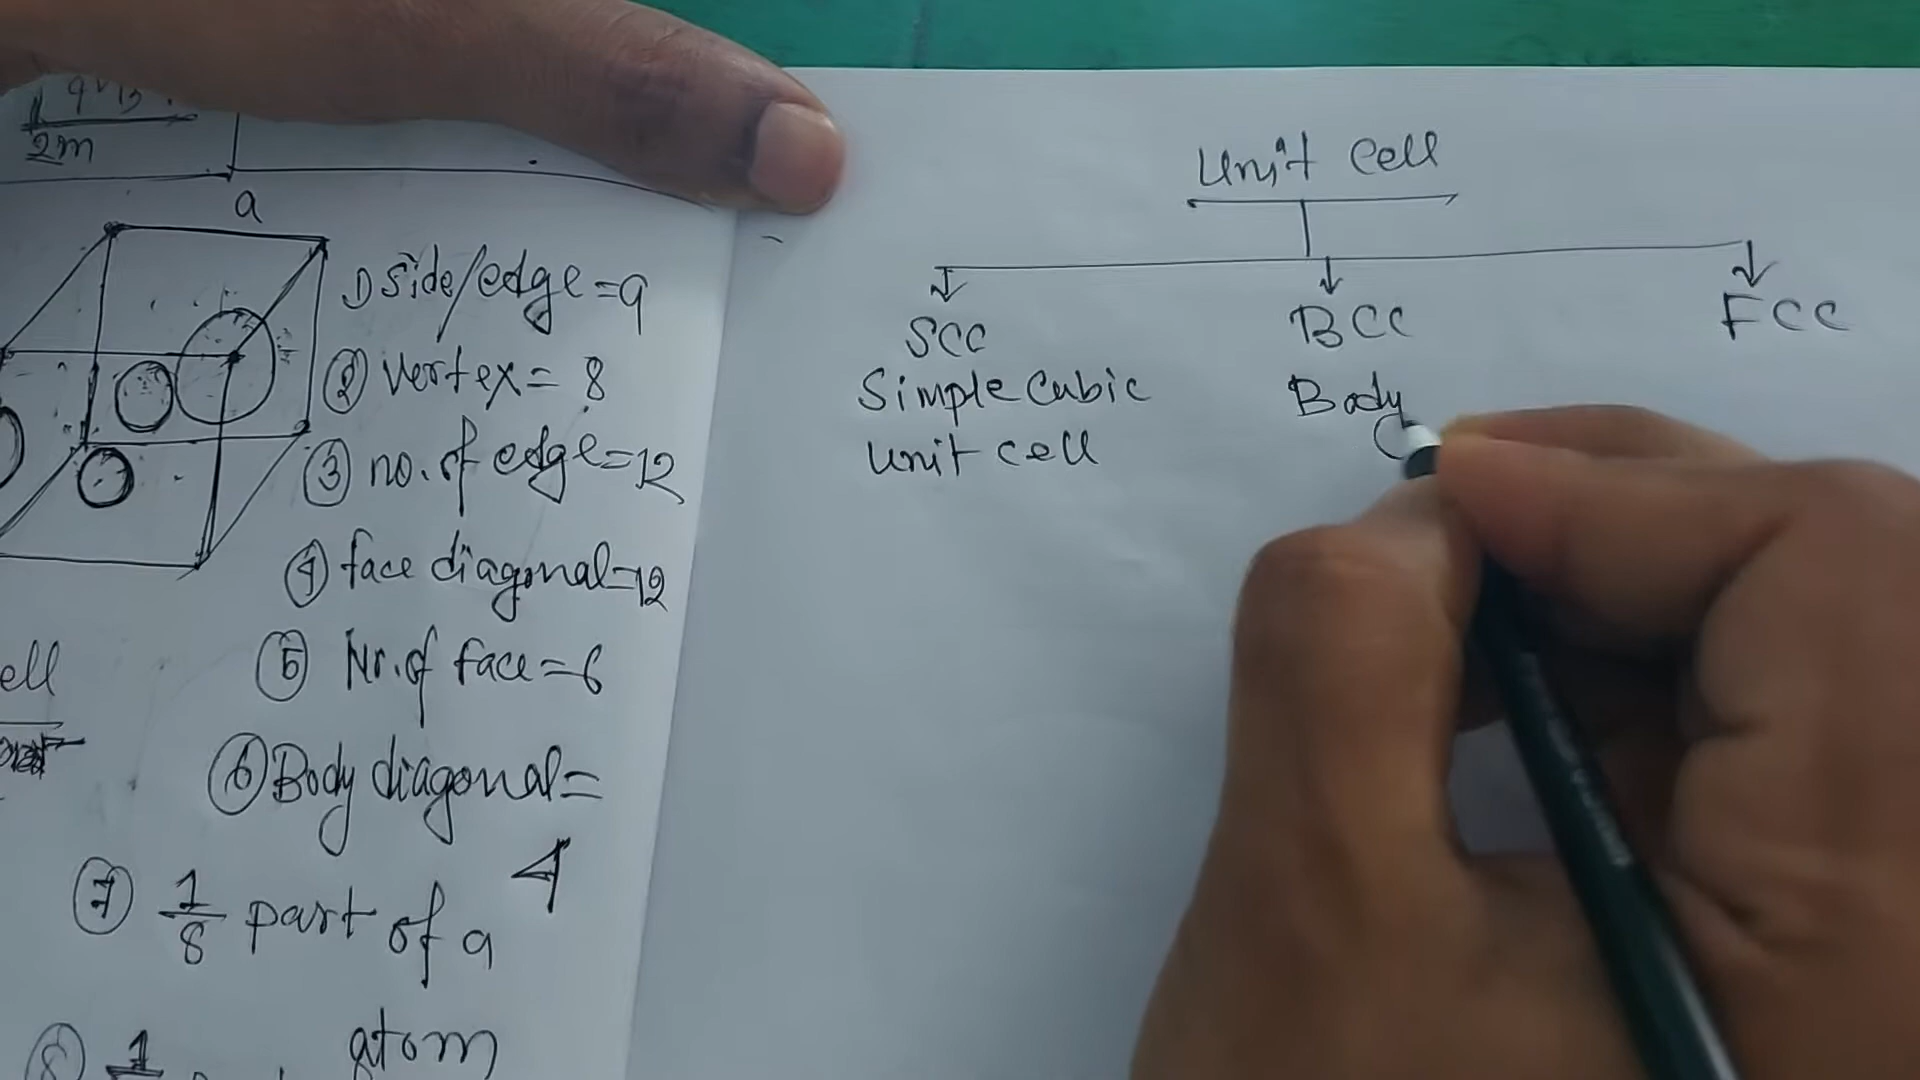 2m
a
1) Side/edge=a
② Vertex= 8
③ no. of edge=12
④ face diagonal=12
⑤ Nr. of face=6
ell
⑥ Body diagonal=
4
⑦ 1/8 part of a
atom
⑧ 1
Unit Cell
SCC BCC FCC
Simple Cubic
Unit cell
Body